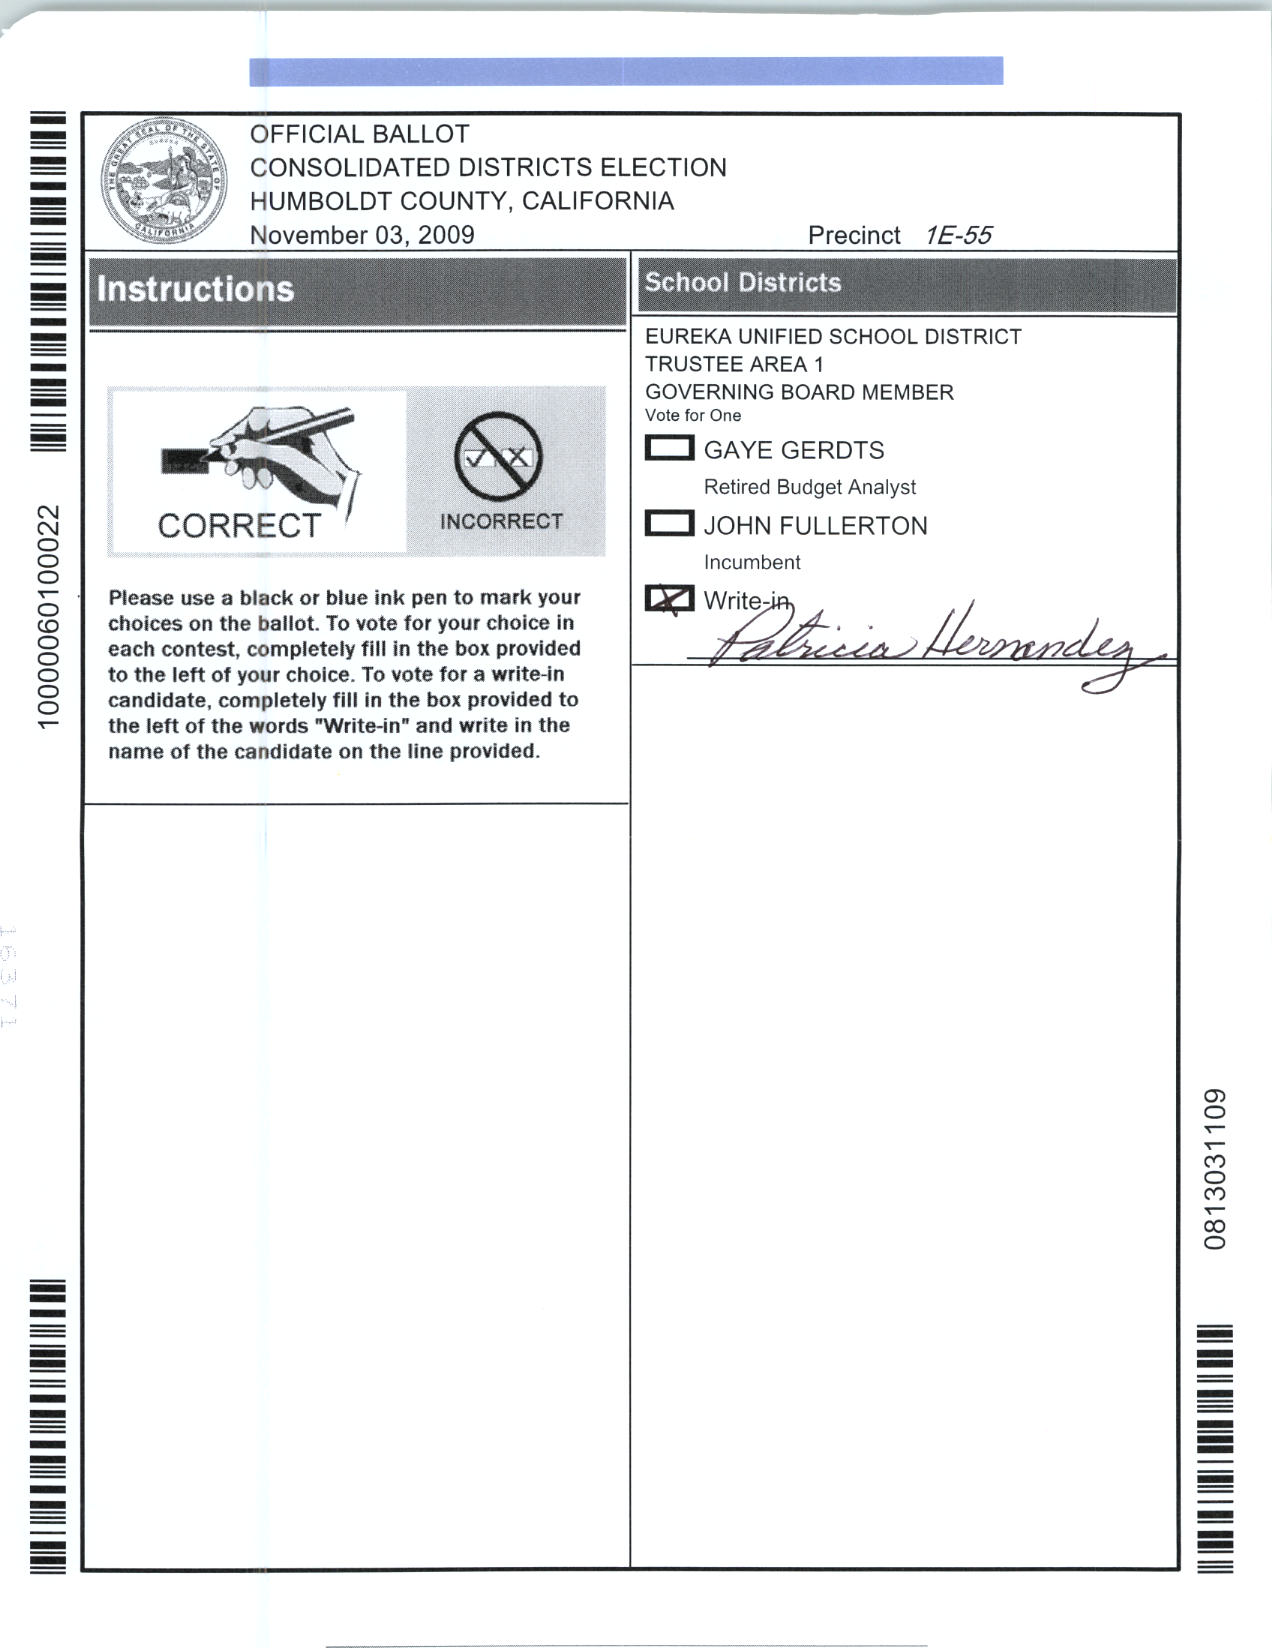 OFFICIAL BALLOT
CONSOLIDATED DISTRICTS ELECTION
HUMBOLDT COUNTY, CALIFORNIA
November 03, 2009
Precinct 1E-55
THE GREAT SEAL OF THE STATE OF CALIFORNIA
EUREKA
Instructions
CORRECT
INCORRECT
Please use a black or blue ink pen to mark your
choices on the ballot. To vote for your choice in
each contest, completely fill in the box provided
to the left of your choice. To vote for a write-in
candidate, completely fill in the box provided to
the left of the words "Write-in" and write in the
name of the candidate on the line provided.
School Districts
EUREKA UNIFIED SCHOOL DISTRICT
TRUSTEE AREA 1
GOVERNING BOARD MEMBER
Vote for One
GAYE GERDTS
Retired Budget Analyst
JOHN FULLERTON
Incumbent
Write-in
Patricia Hernandez
10000060100022
0813031109